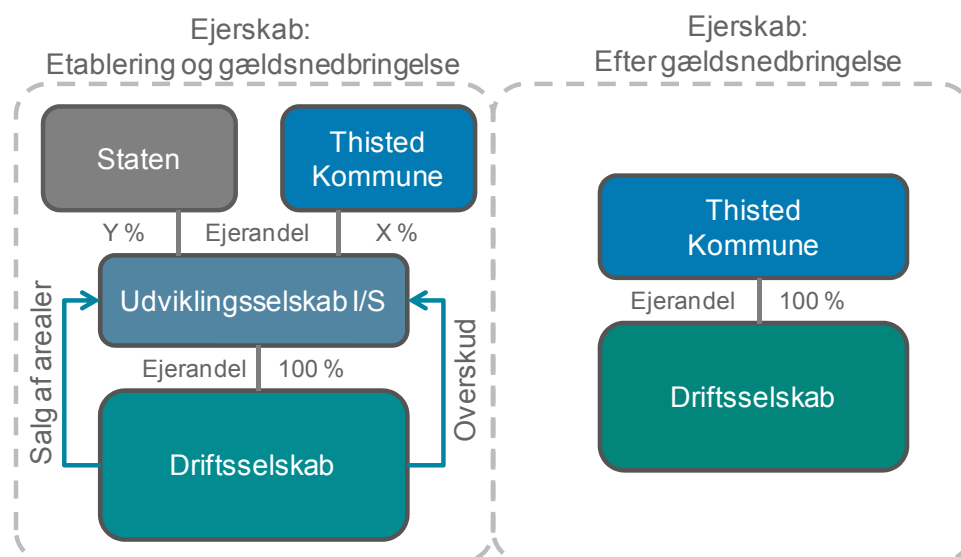 Ejerskab:
Etablering og gældsnedbringelse
Staten
Thisted
Kommune
Y %
Ejerandel
X %
Udviklingsselskab I/S
Ejerandel
100 %
Salg af arealer
Overskud
Driftsselskab
Ejerskab:
Efter gældsnedbringelse
Thisted
Kommune
Ejerandel
100 %
Driftsselskab